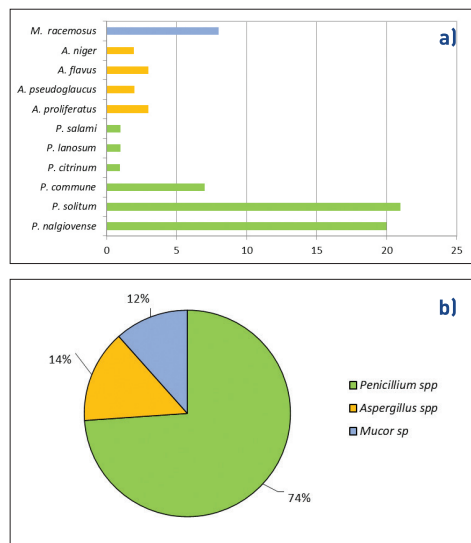 a)
M. racemosus
A. niger
A. flavus
A. pseudoglaucus
A. proliferatus
P. salami
P. lanosum
P. citrinum
P. commune
P. solitum
P. nalgiovense
0 5 10 15 20 25
b)
12%
14%
74%
Penicillium spp
Aspergillus spp
Mucor sp